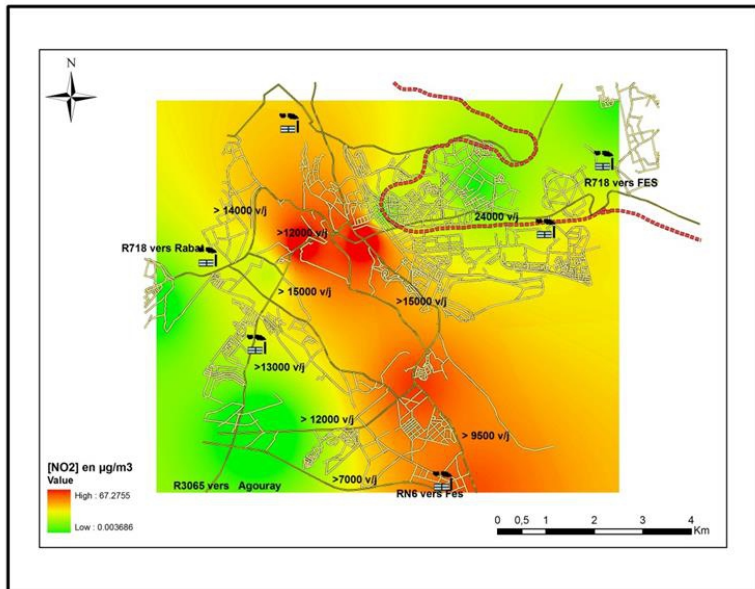 N
R718 vers FES
24000 v/j
> 14000 v/j
>12000 v/j
R718 vers Rabat
> 15000 v/j
>15000 v/j
>13000 v/j
> 12000 v/j
> 9500 v/j
>7000 v/j
R3065 vers Agouray
RN6 vers Fes
[NO2] en µg/m3
Value
High : 67.2755
Low : 0.003686
0 0,5 1 2 3 4
Km